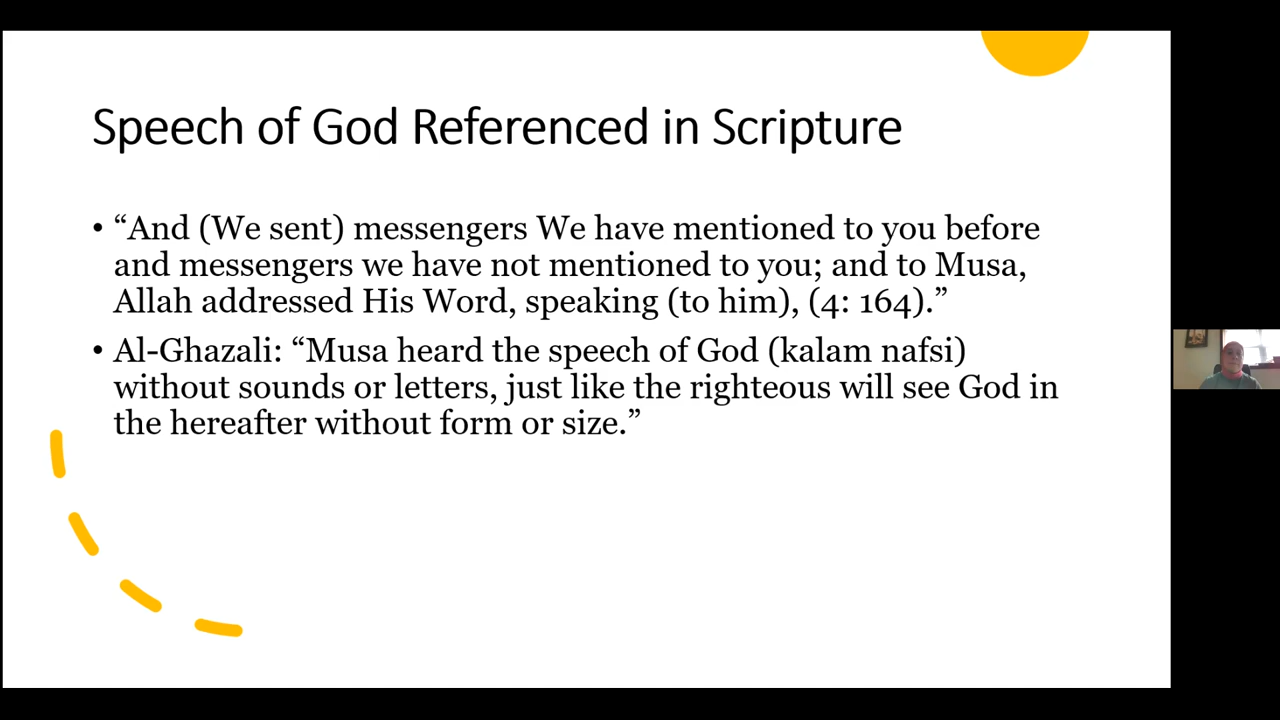 Speech of God Referenced in Scripture
• “And (We sent) messengers We have mentioned to you before
and messengers we have not mentioned to you; and to Musa,
Allah addressed His Word, speaking (to him), (4: 164).”
• Al-Ghazali: “Musa heard the speech of God (kalam nafsi)
without sounds or letters, just like the righteous will see God in
the hereafter without form or size.”